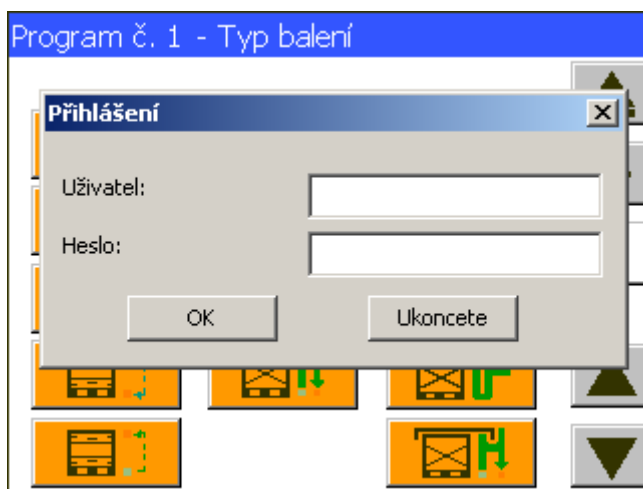 Program č. 1 - Typ balení
Přihlášení
Uživatel:
Heslo:
OK
Ukoncete